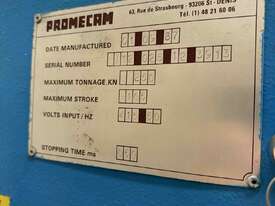 PROMECAM
63, Rue de Strasbourg - 93206 St-DENIS
Tél. (1) 48 21 60 06
DATE MANUFACTURED
SERIAL NUMBER
MAXIMUM TONNAGE.KN
MAXIMUM STROKE
VOLTS INPUT/HZ
STOPPING TIME ms